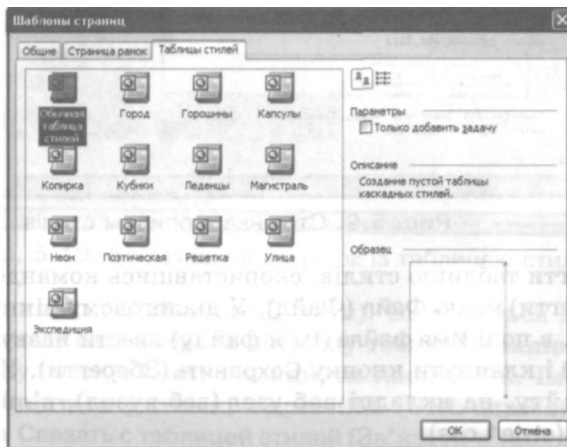 Шаблоны страниц
Общие Страница рамок Таблицы стилей
Обычная таблица стилей
Город
Горошины
Капсулы
Копирка
Кубики
Леденцы
Магистраль
Неон
Поэтическая
Решетка
Улица
Экспедиция
Параметры
Только добавить задачу
Описание
Создание пустой таблицы
каскадных стилей.
Образец
OK Отмена